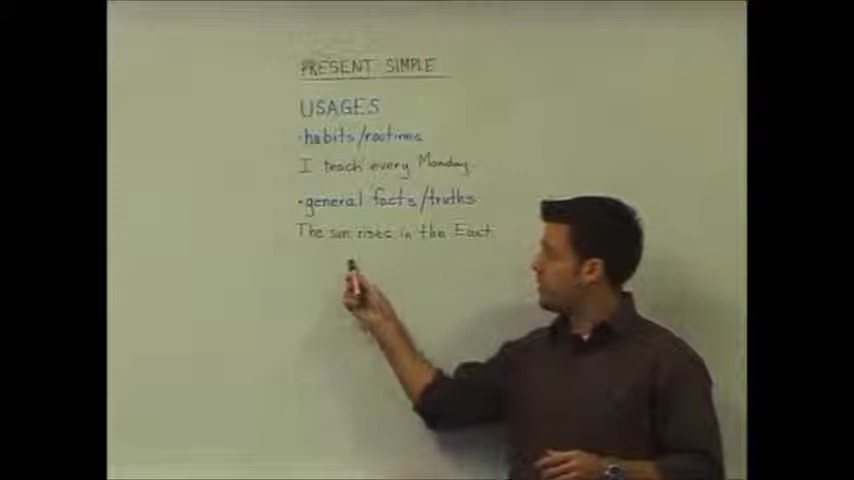 PRESENT SIMPLE
USAGES
•habits/routines
I teach every Monday.
•general facts/truths
The sun rises in the East.